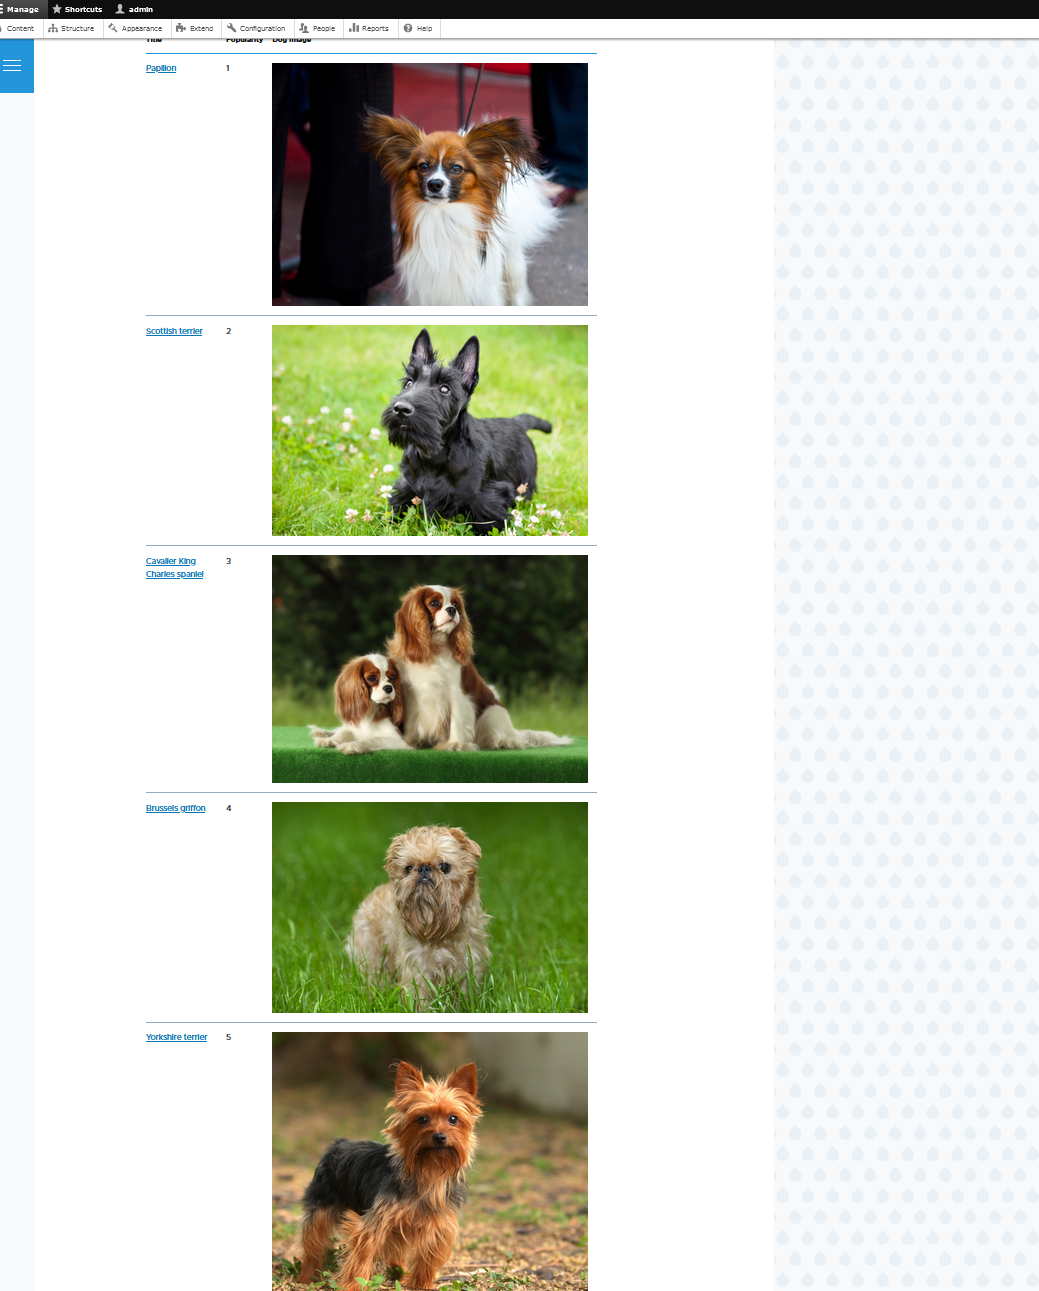 Manage Shortcuts admin
Content Structure Appearance Extend Configuration People Reports Help
Title Popularity Dog image
Papillon 1
Scottish terrier 2
Cavalier King 3
Charles spaniel
Brussels griffon 4
Yorkshire terrier 5